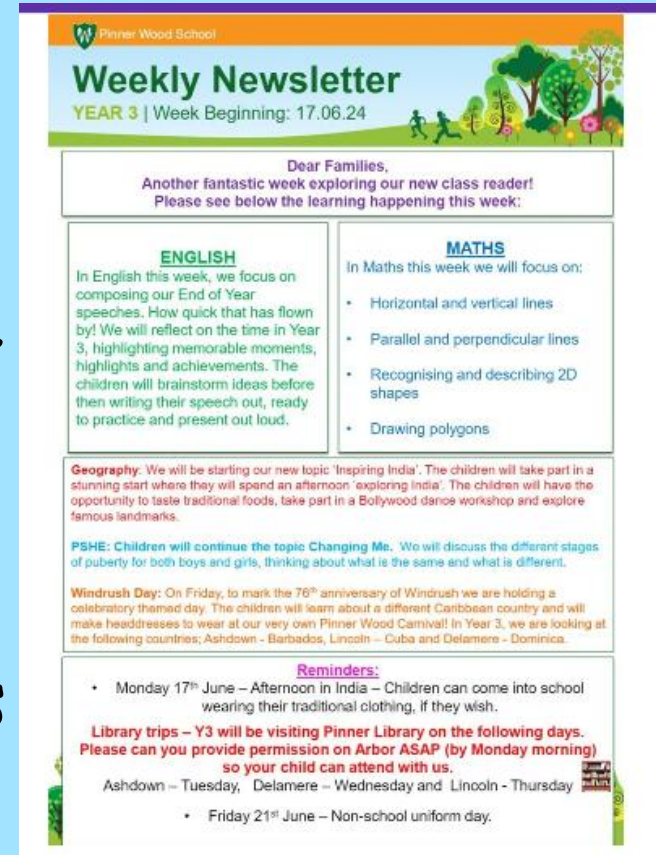 Pinner Wood School
Weekly Newsletter
YEAR 3 | Week Beginning: 17.06.24
Dear Families,
Another fantastic week exploring our new class reader!
Please see below the learning happening this week:
ENGLISH
In English this week, we focus on
composing our End of Year
speeches. How quick that has flown
by! We will reflect on the time in Year
3, highlighting memorable moments,
highlights and achievements. The
children will brainstorm ideas before
then writing their speech out, ready
to practice and present out loud.
MATHS
In Maths this week we will focus on:
• Horizontal and vertical lines
• Parallel and perpendicular lines
• Recognising and describing 2D
shapes
• Drawing polygons
Geography: We will be starting our new topic 'Inspiring India'. The children will take part in a
stunning start where they will spend an afternoon 'exploring India'. The children will have the
opportunity to taste traditional foods, take part in a Bollywood dance workshop and explore
famous landmarks.
PSHE: Children will continue the topic Changing Me. We will discuss the different stages
of puberty for both boys and girls, thinking about what is the same and what is different.
Windrush Day: On Friday, to mark the 76th anniversary of Windrush we are holding a
celebratory themed day. The children will learn about a different Caribbean country and will
make headdresses to wear at our very own Pinner Wood Carnival! In Year 3, we are looking at
the following countries; Ashdown - Barbados, Lincoln – Cuba and Delamere - Dominica.
Reminders:
• Monday 17th June – Afternoon in India – Children can come into school
wearing their traditional clothing, if they wish.
Library trips – Y3 will be visiting Pinner Library on the following days.
Please can you provide permission on Arbor ASAP (by Monday morning)
so your child can attend with us.
Ashdown – Tuesday, Delamere – Wednesday and Lincoln - Thursday
• Friday 21st June – Non-school uniform day.